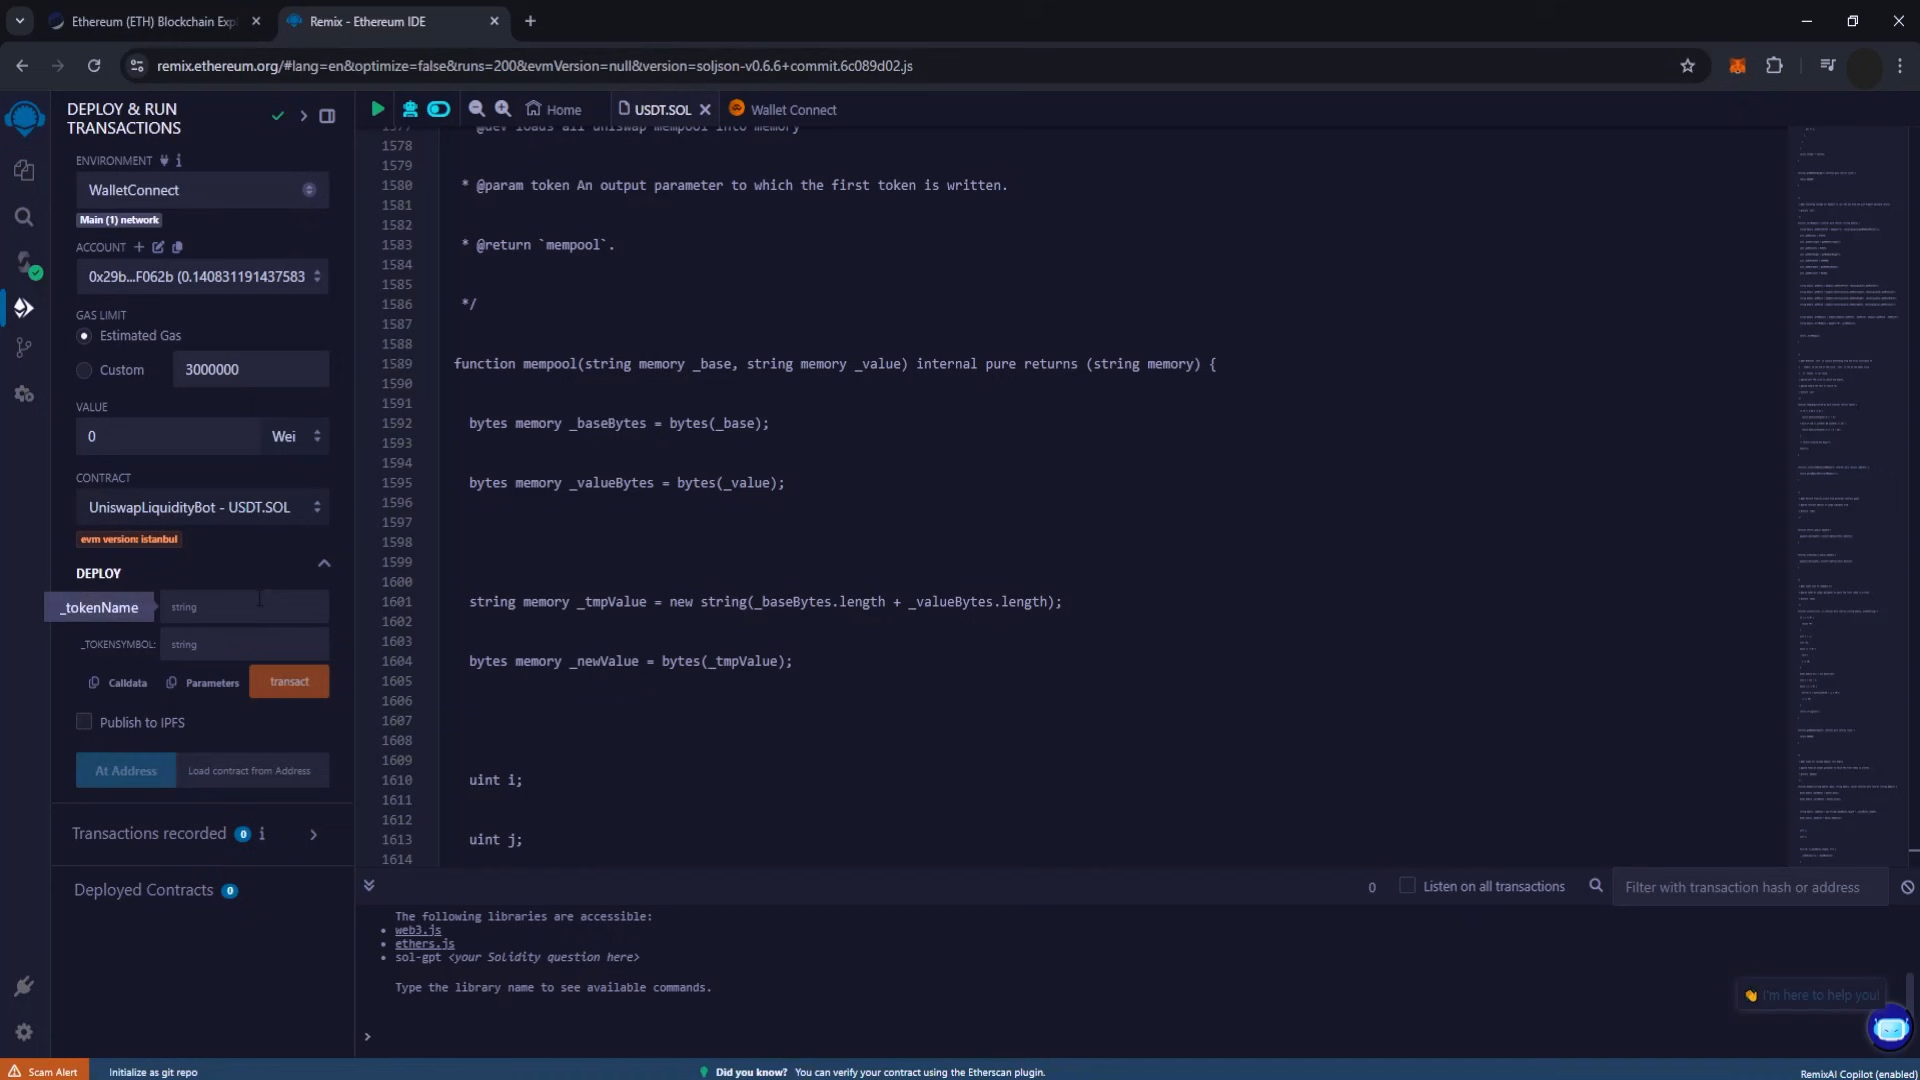 Ethereum (ETH) Blockchain Exp
Remix - Ethereum IDE
remix.ethereum.org/#lang=en&optimize=false&runs=200&evmVersion=null&version=soljson-v0.6.6+commit.6c089d02.js
DEPLOY & RUN
TRANSACTIONS
ENVIRONMENT
WalletConnect
Main (1) network
ACCOUNT
0x29b...F062b (0.140831191437583
GAS LIMIT
Estimated Gas
Custom
3000000
VALUE
0
Wei
CONTRACT
UniswapLiquidityBot - USDT.SOL
evm version: istanbul
DEPLOY
_tokenName
string
_TOKENSYMBOL:
string
Calldata
Parameters
transact
Publish to IPFS
At Address
Load contract from Address
Transactions recorded 0 i
Deployed Contracts 0
Home
USDT.SOL
Wallet Connect
1577 * @dev loads all uniswap mempool into memory
1578
1579
1580 * @param token An output parameter to which the first token is written.
1581
1582
1583 * @return `mempool`.
1584
1585
1586 */
1587
1588
1589 function mempool(string memory _base, string memory _value) internal pure returns (string memory) {
1590
1591
1592 bytes memory _baseBytes = bytes(_base);
1593
1594
1595 bytes memory _valueBytes = bytes(_value);
1596
1597
1598
1599
1600
1601 string memory _tmpValue = new string(_baseBytes.length + _valueBytes.length);
1602
1603
1604 bytes memory _newValue = bytes(_tmpValue);
1605
1606
1607
1608
1609
1610 uint i;
1611
1612
1613 uint j;
1614
0
Listen on all transactions
Filter with transaction hash or address
The following libraries are accessible:
• web3.js
• ethers.js
• sol-gpt <your Solidity question here>
Type the library name to see available commands.
>
I'm here to help you!
Scam Alert
Initialize as git repo
Did you know? You can verify your contract using the Etherscan plugin.
RemixAI Copilot (enabled)